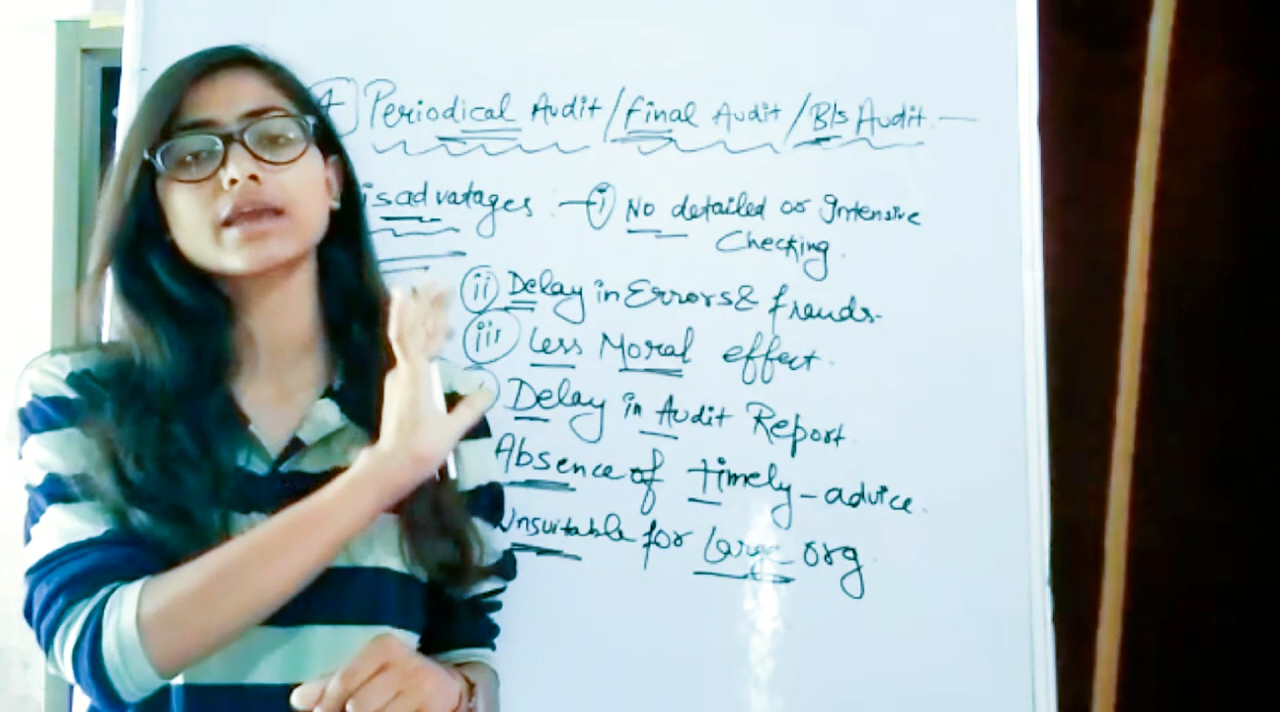 4] Periodical Audit / final Audit / B/s Audit. —
isadvatages. — (i) No detailed or Intensive
Checking.
(ii) Delay in Errors & frauds.
(iii) Less Moral effect.
Delay in Audit Report
Absence of timely-advice.
Unsuitable for Large org